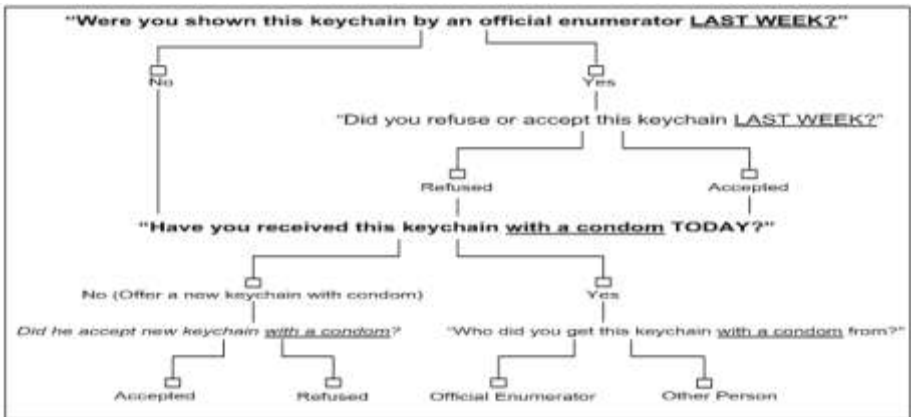 "Were you shown this keychain by an official enumerator LAST WEEK?"
No Yes
"Did you refuse or accept this keychain LAST WEEK?"
Refused Accepted
"Have you received this keychain with a condom TODAY?"
No (Offer a new keychain with condom) Yes
Did he accept new keychain with a condom? "Who did you get this keychain with a condom from?"
Accepted Refused Official Enumerator Other Person